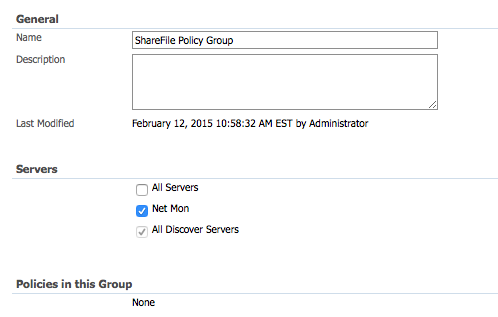 General
Name ShareFile Policy Group
Description
Last Modified February 12, 2015 10:58:32 AM EST by Administrator
Servers
All Servers
Net Mon
All Discover Servers
Policies in this Group
None